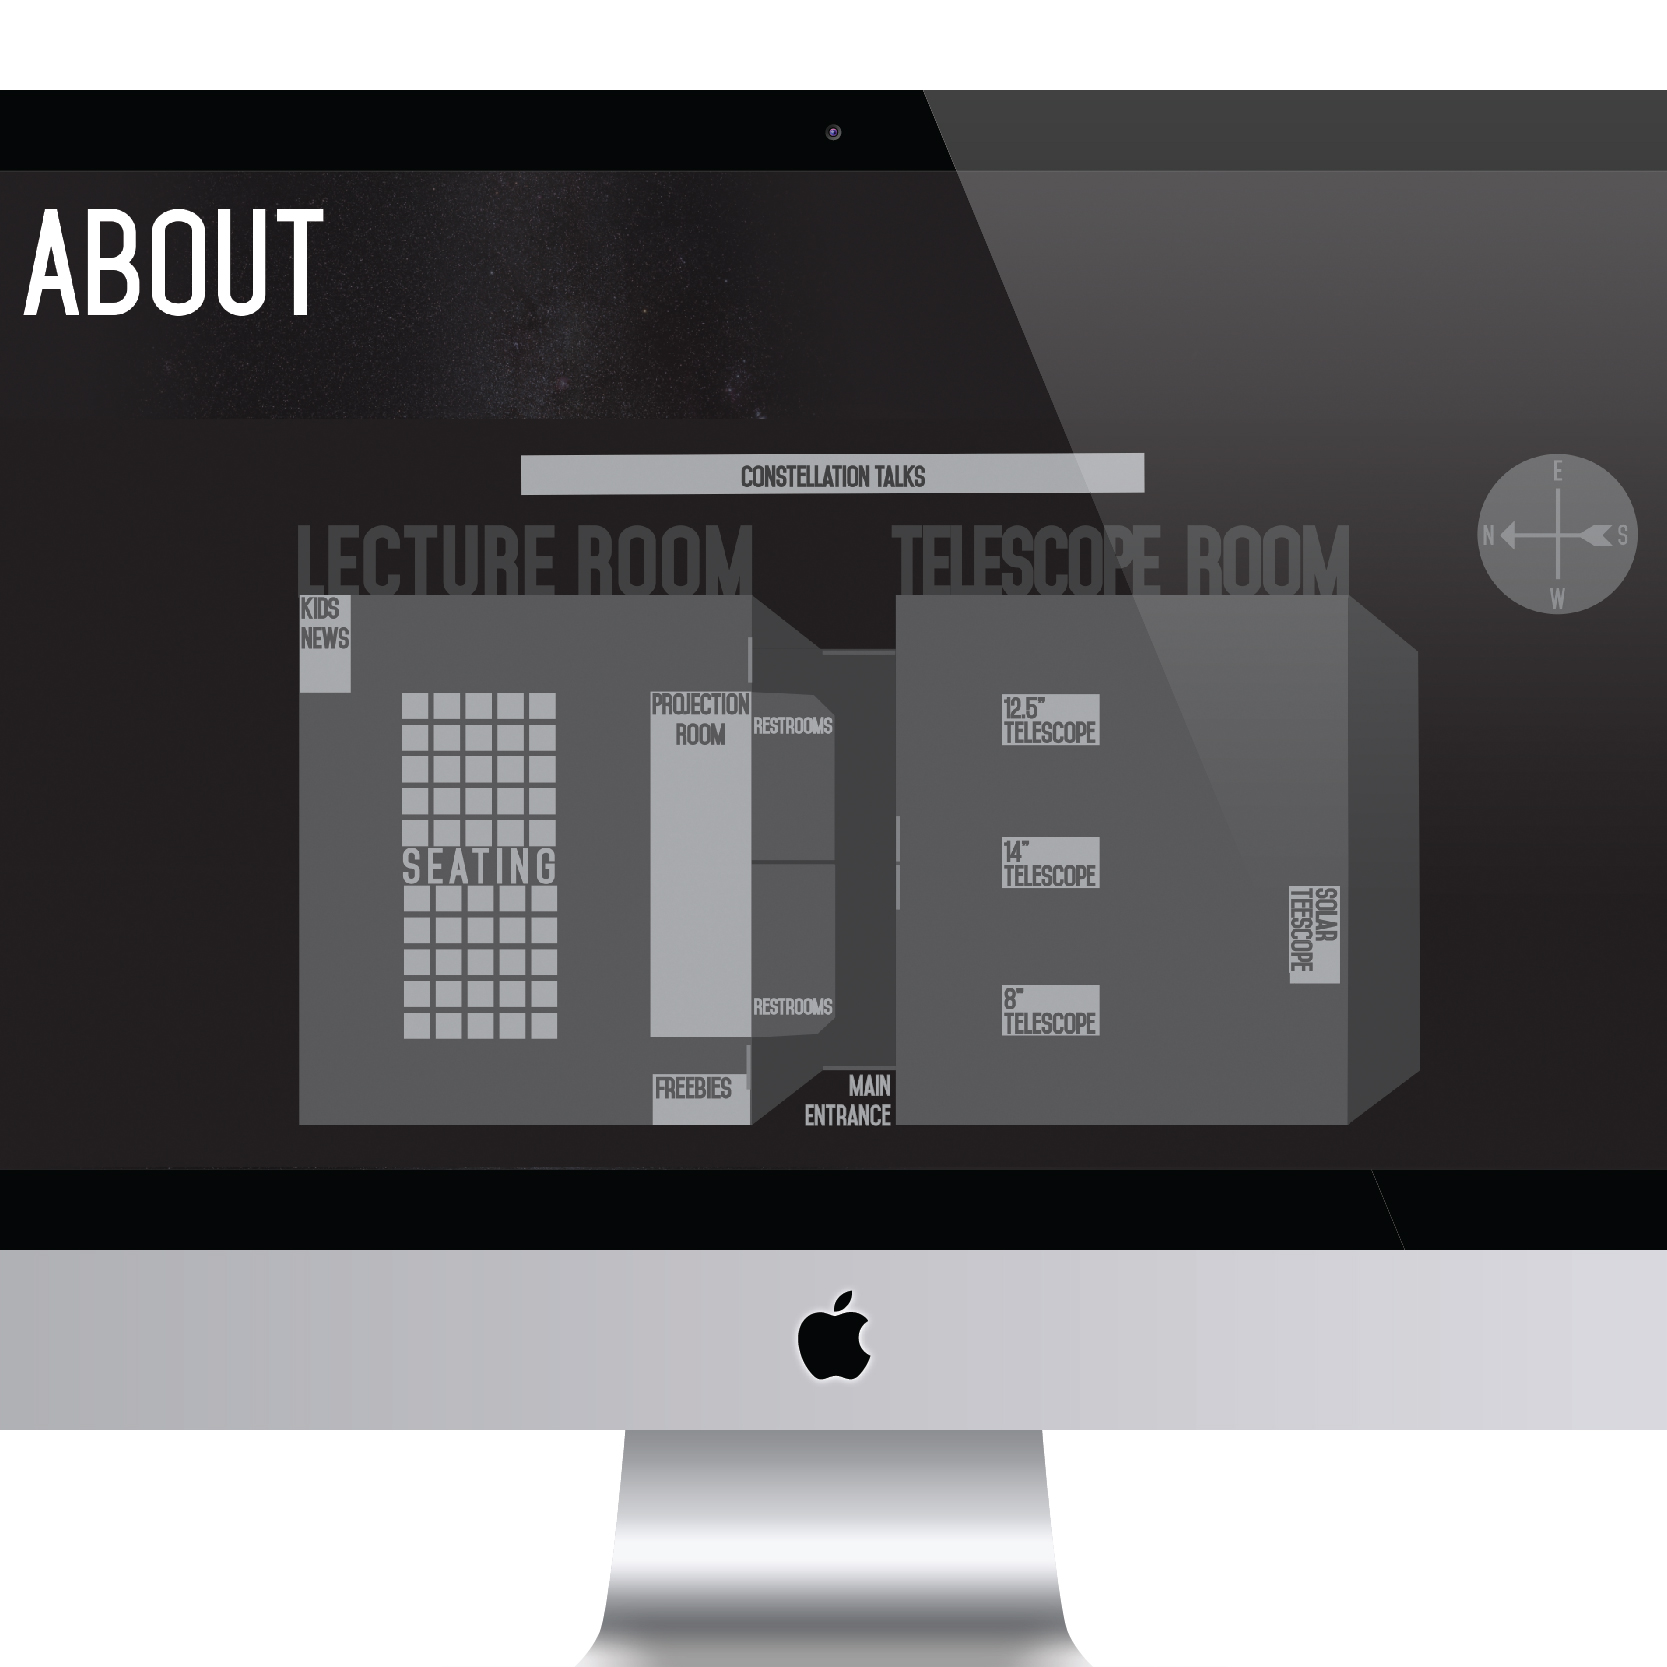 ABOUT
CONSTELLATION TALKS
LECTURE ROOM
TELESCOPE ROOM
E
N
S
W
KIDS
NEWS
PROJECTION
ROOM
RESTROOMS
12.5"
TELESCOPE
SEATING
14"
TELESCOPE
SOLAR
TEESCOPE
RESTROOMS
8"
TELESCOPE
FREEBIES
MAIN
ENTRANCE